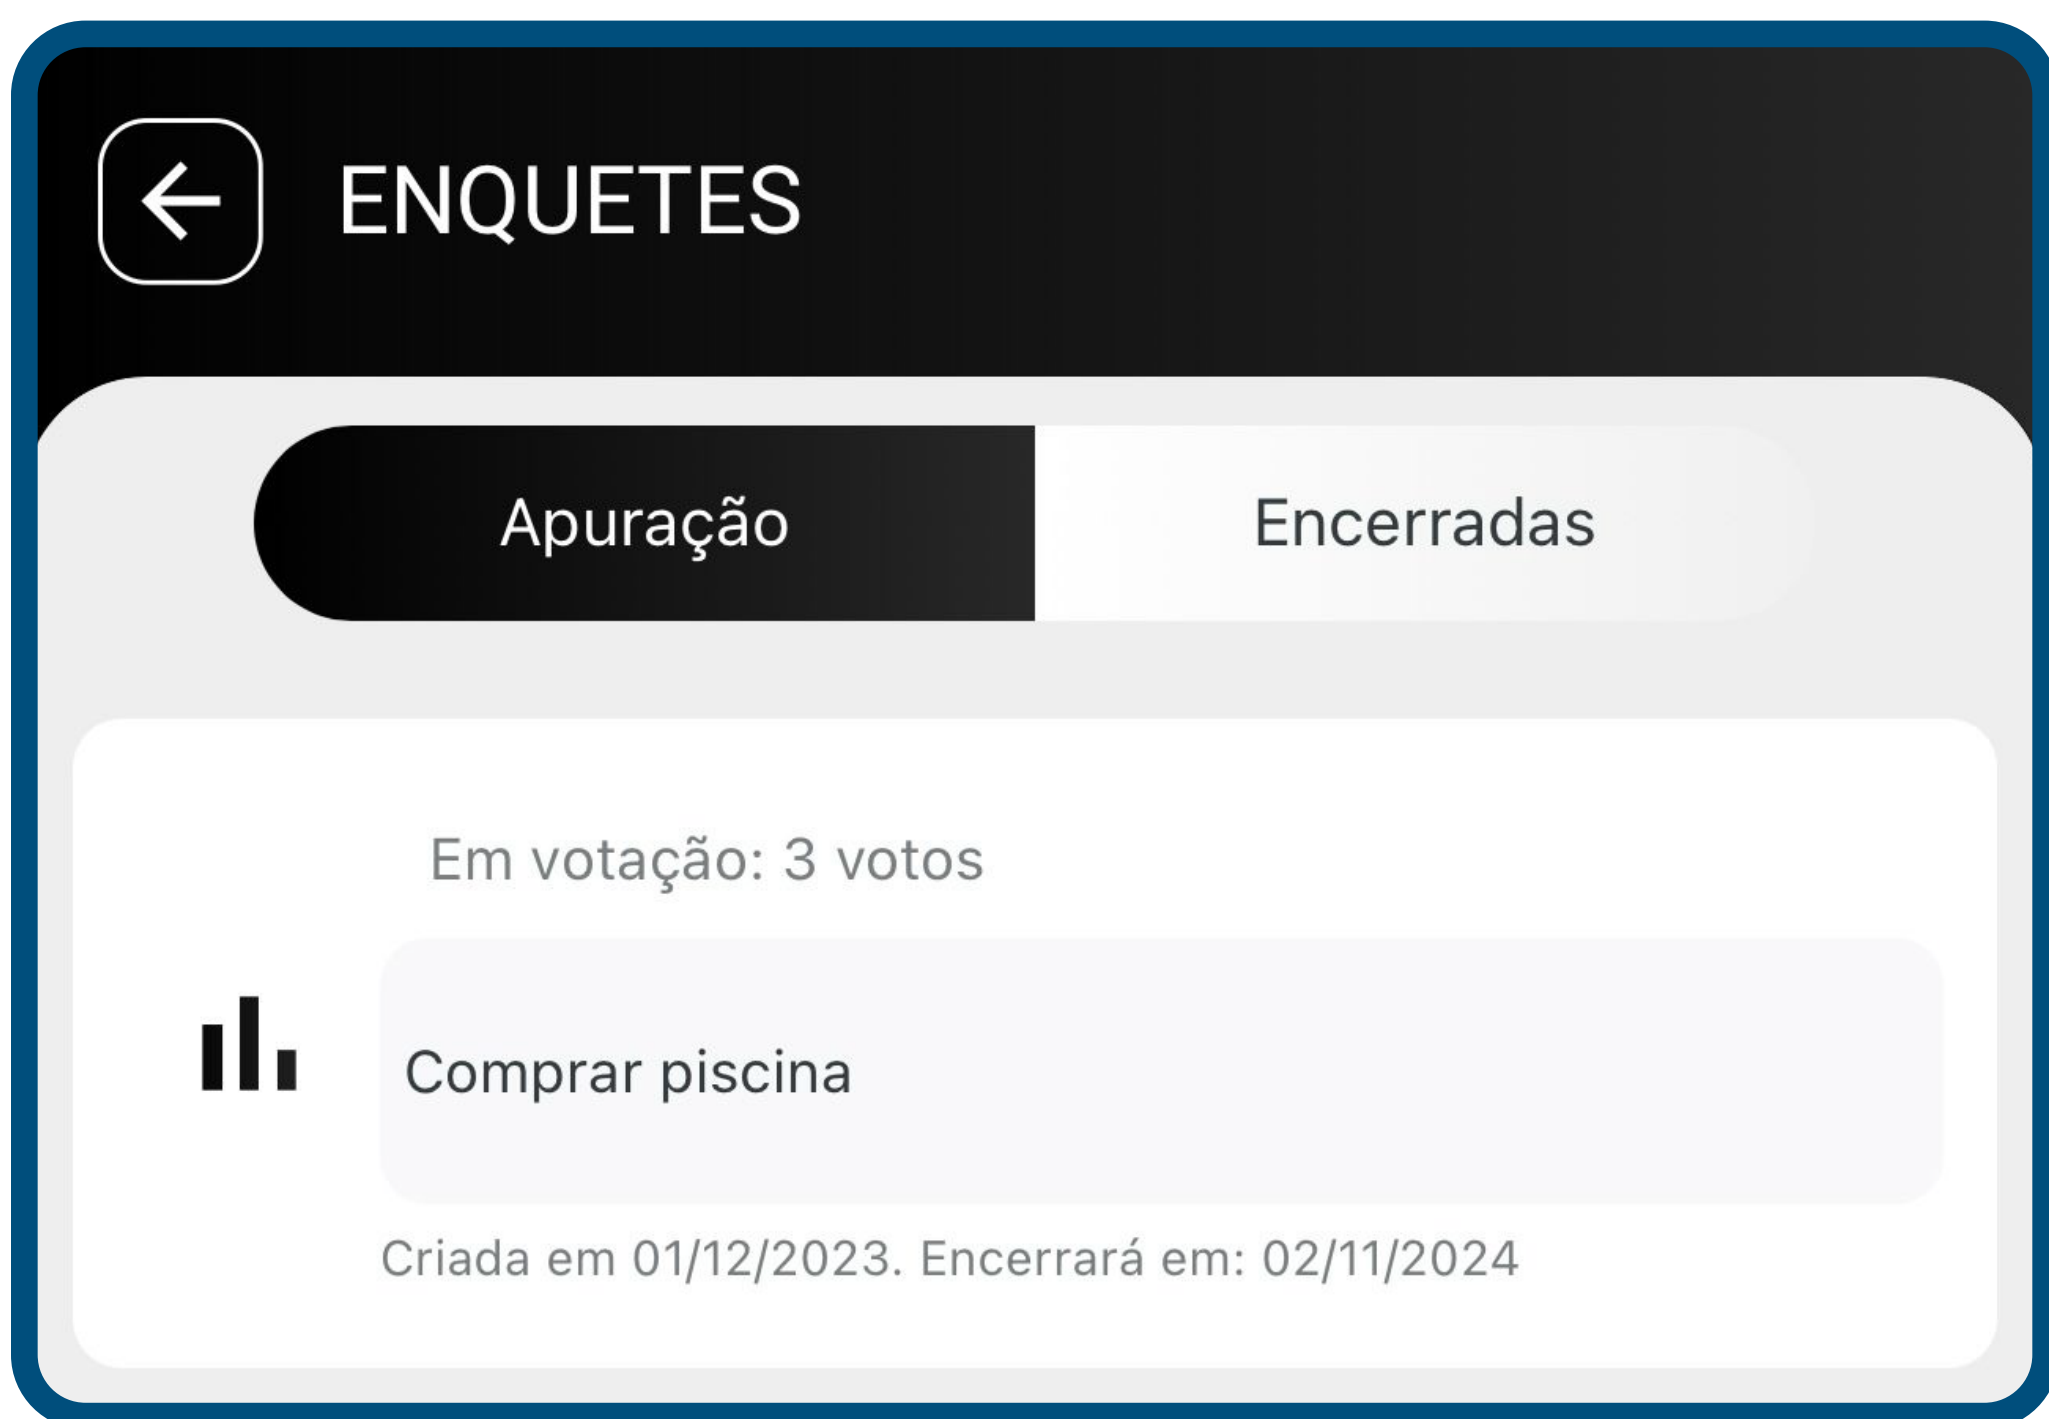 ENQUETES
Apuração
Encerradas
Em votação: 3 votos
Comprar piscina
Criada em 01/12/2023. Encerrará em: 02/11/2024